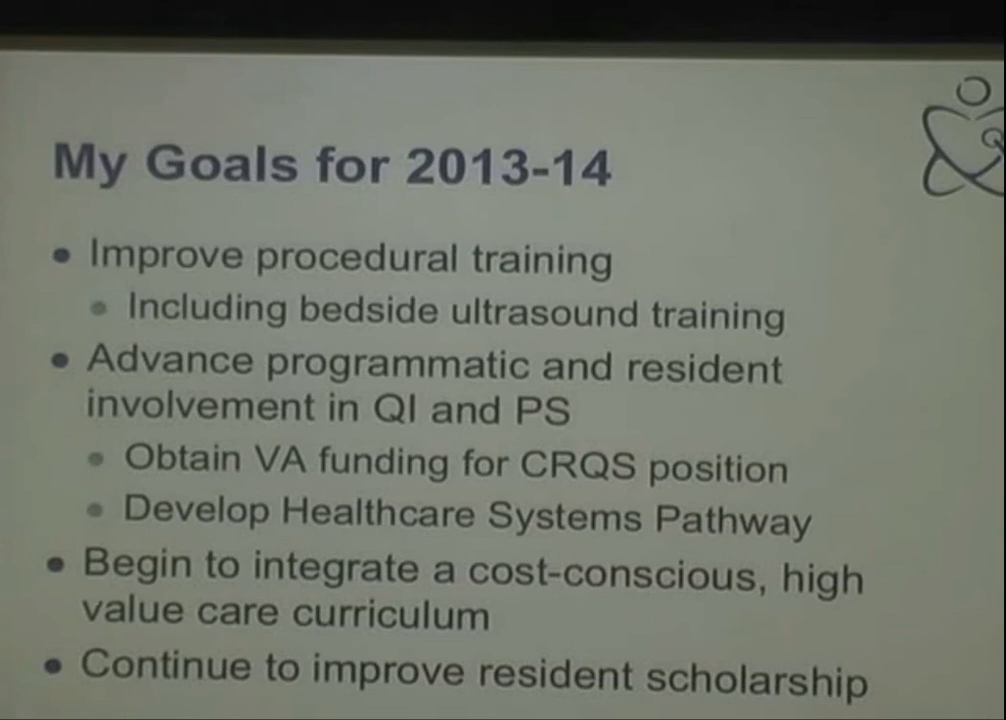 My Goals for 2013-14
• Improve procedural training
• Including bedside ultrasound training
• Advance programmatic and resident
involvement in QI and PS
• Obtain VA funding for CRQS position
• Develop Healthcare Systems Pathway
• Begin to integrate a cost-conscious, high
value care curriculum
• Continue to improve resident scholarship